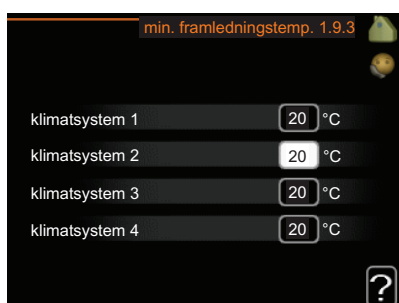 min. framledningstemp. 1.9.3
klimatsystem 1 20 °C
klimatsystem 2 20 °C
klimatsystem 3 20 °C
klimatsystem 4 20 °C
?